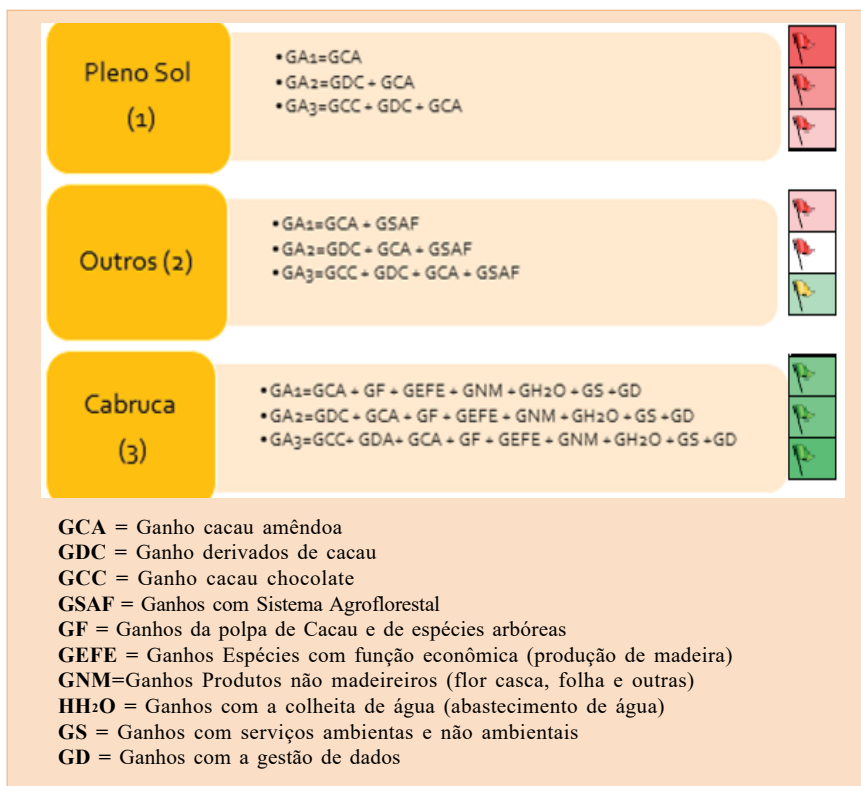 Pleno Sol
(1)
•GA1=GCA
•GA2=GDC + GCA
•GA3=GCC + GDC + GCA
Outros (2)
•GA1=GCA + GSAF
•GA2=GDC + GCA + GSAF
•GA3=GCC + GDC + GCA + GSAF
Cabruca
(3)
•GA1=GCA + GF + GEFE + GNM +GH2O + GS +GD
•GA2=GDC + GCA + GF + GEFE + GNM +GH2O + GS +GD
•GA3=GCC+ GDA+ GCA + GF + GEFE + GNM +GH2O + GS +GD
GCA = Ganho cacau amêndoa
GDC = Ganho derivados de cacau
GCC = Ganho cacau chocolate
GSAF = Ganhos com Sistema Agroflorestal
GF = Ganhos da polpa de Cacau e de espécies arbóreas
GEFE = Ganhos Espécies com função econômica (produção de madeira)
GNM=Ganhos Produtos não madeireiros (flor casca, folha e outras)
HH2O = Ganhos com a colheita de água (abastecimento de água)
GS = Ganhos com serviços ambientas e não ambientais
GD = Ganhos com a gestão de dados